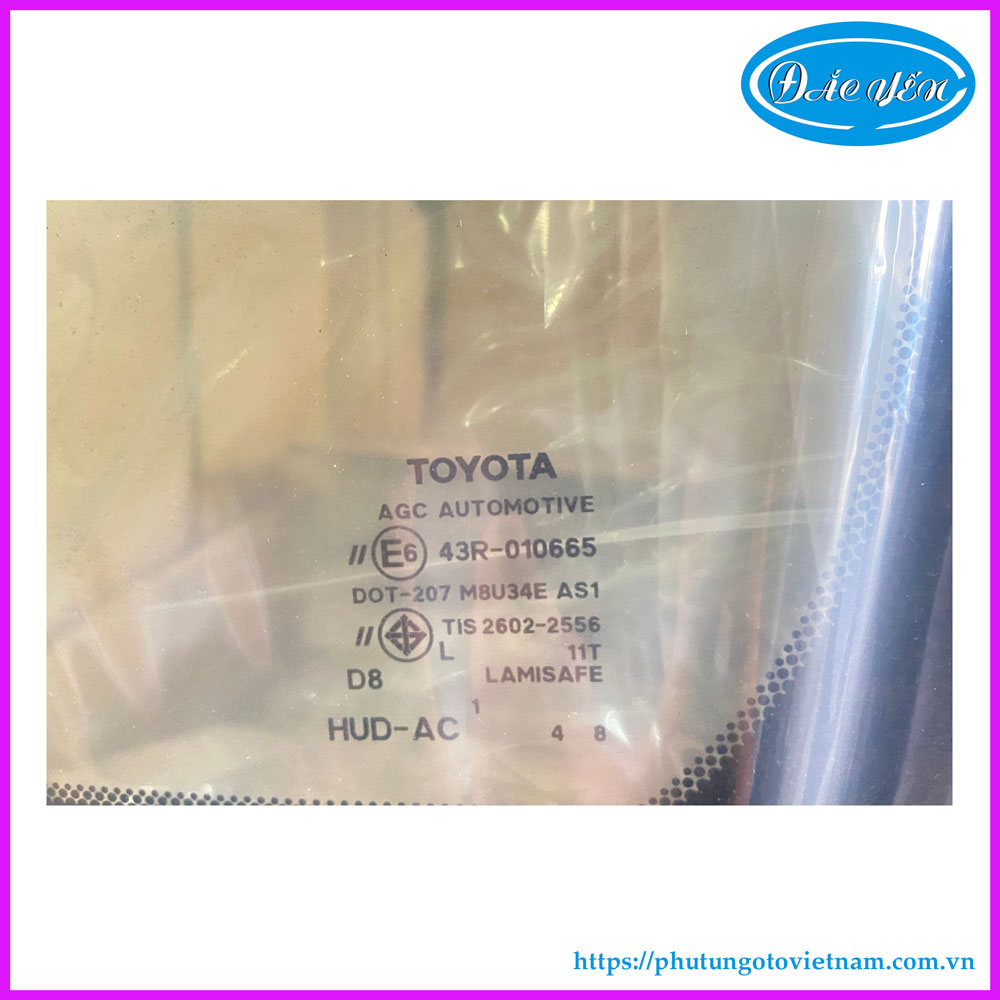 ĐẮC YẾN
TOYOTA
AGC AUTOMOTIVE
// E6 43R-010665
DOT-207 M8U34E AS1
// TIS 2602-2556
L 11T
D8 LAMISAFE
HUD-AC 1
4 8
https://phutungotovietnam.com.vn